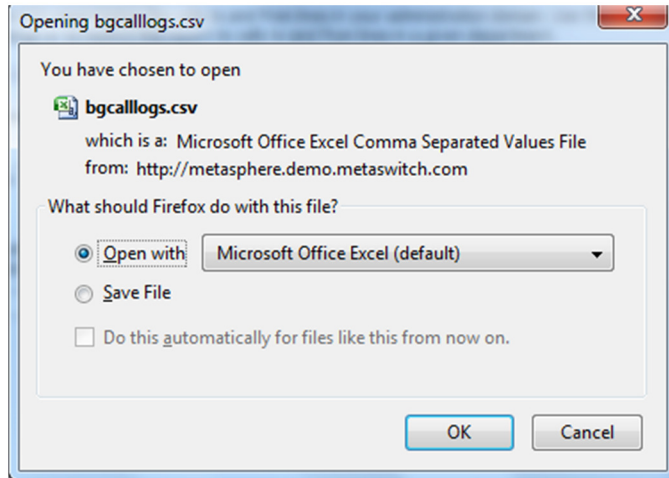 Opening bgcalllogs.csv
You have chosen to open
bgcalllogs.csv
which is a: Microsoft Office Excel Comma Separated Values File
from: http://metasphere.demo.metaswitch.com
What should Firefox do with this file?
Open with Microsoft Office Excel (default)
Save File
Do this automatically for files like this from now on.
OK Cancel